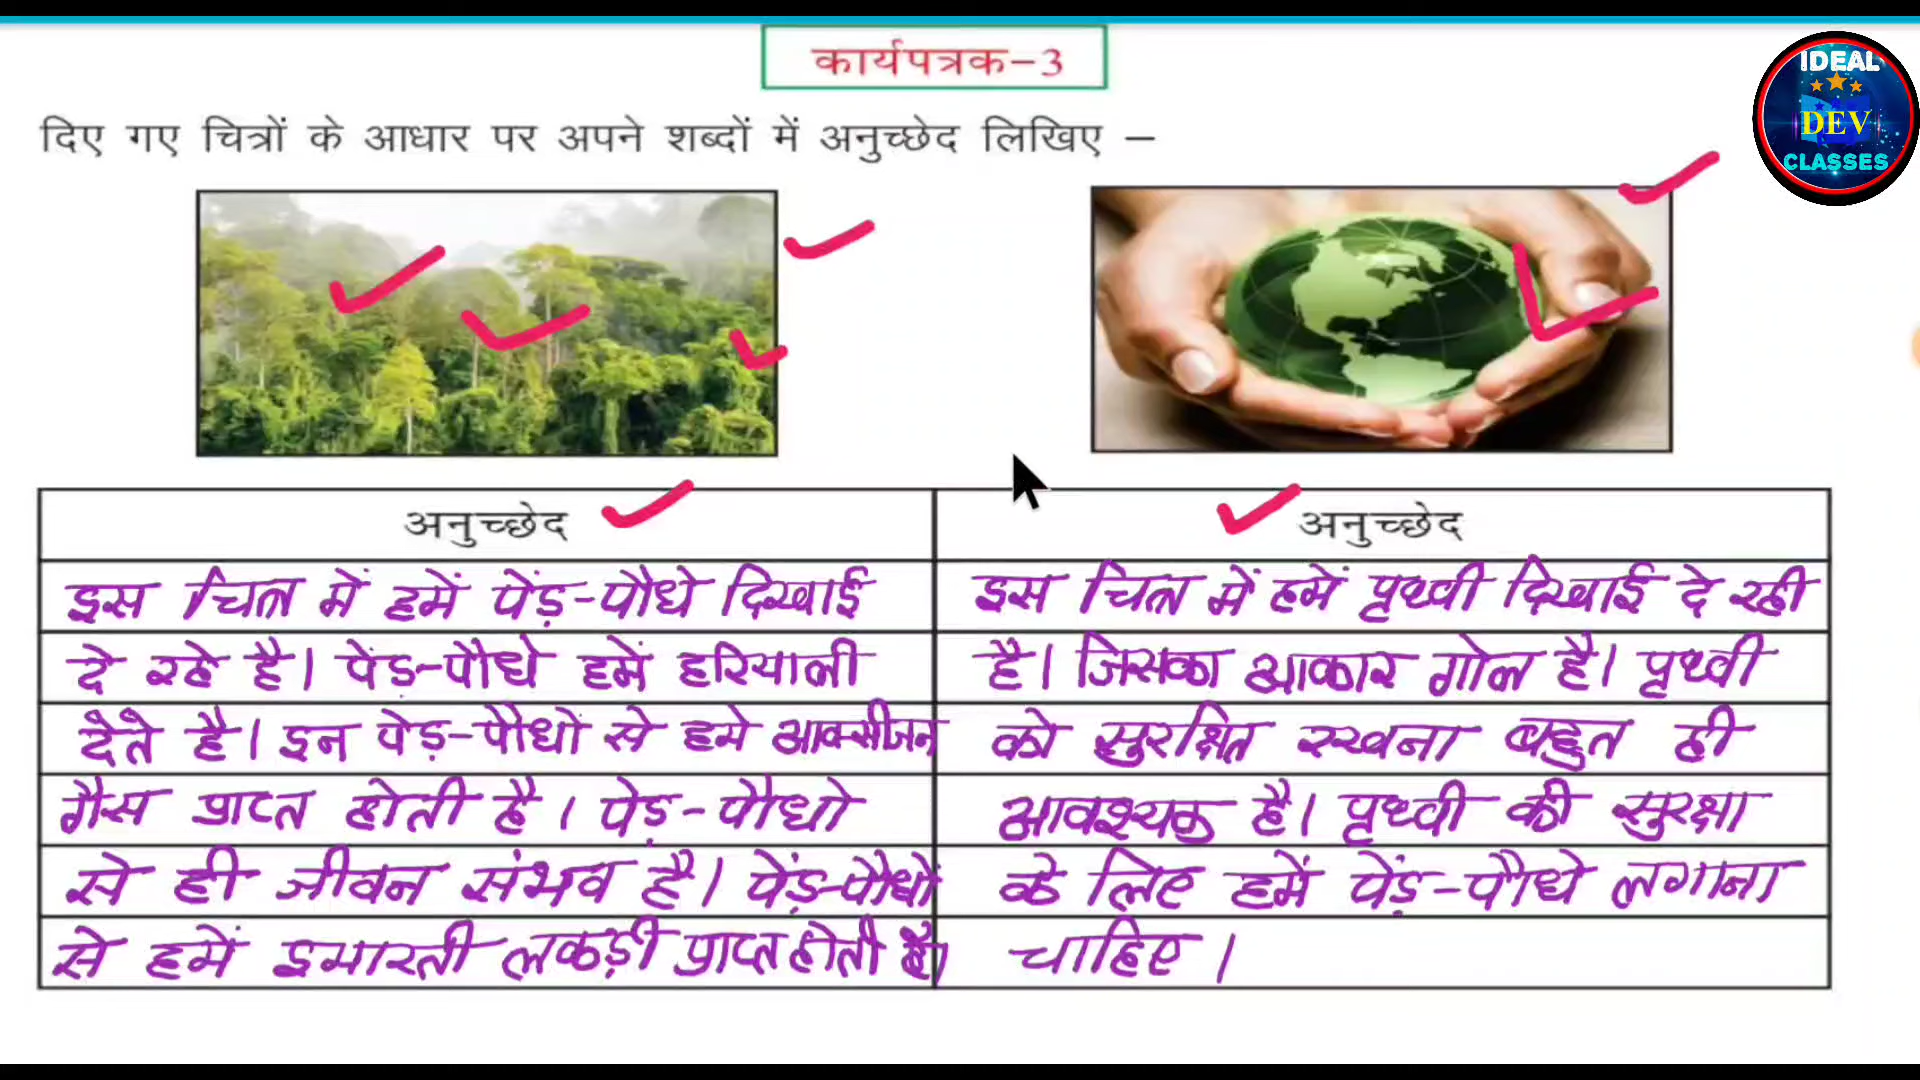 कार्यपत्रक-3
IDEAL
DEV
CLASSES
दिए गए चित्रों के आधार पर अपने शब्दों में अनुच्छेद लिखिए –
अनुच्छेद
इस चित्र में हमें पेंड़-पौधे दिखाई
दे रहे है। पेंड़-पौधे हमें हरियाली
देते है। इन पेड़-पौधों से हमे आक्सीजन
गैस प्राप्त होती है। पेड़-पौधो
से ही जीवन संभव है। पेंड़-पौधों
से हमें इमारती लकड़ी प्राप्त होती है।
अनुच्छेद
इस चित्र में हमें पृथ्वी दिखाई दे रही
है। जिसका आकार गोल है। पृथ्वी
को सुरक्षित रखना बहुत ही
आवश्यक है। पृथ्वी की सुरक्षा
के लिए हमें पेंड़-पौधे लगाना
चाहिए।